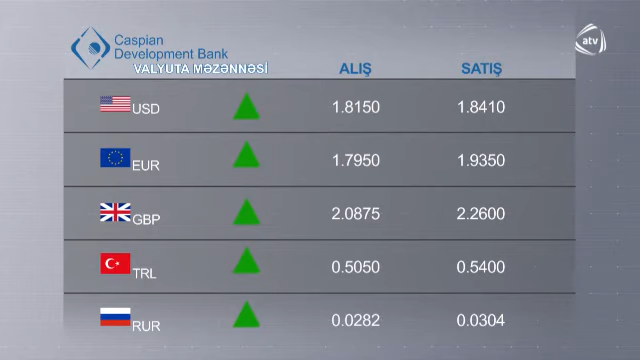 Caspian
Development Bank
VALYUTA MƏZƏNNƏSİ ALIŞ SATIŞ
atv
USD 1.8150 1.8410
EUR 1.7950 1.9350
GBP 2.0875 2.2600
TRL 0.5050 0.5400
RUR 0.0282 0.0304